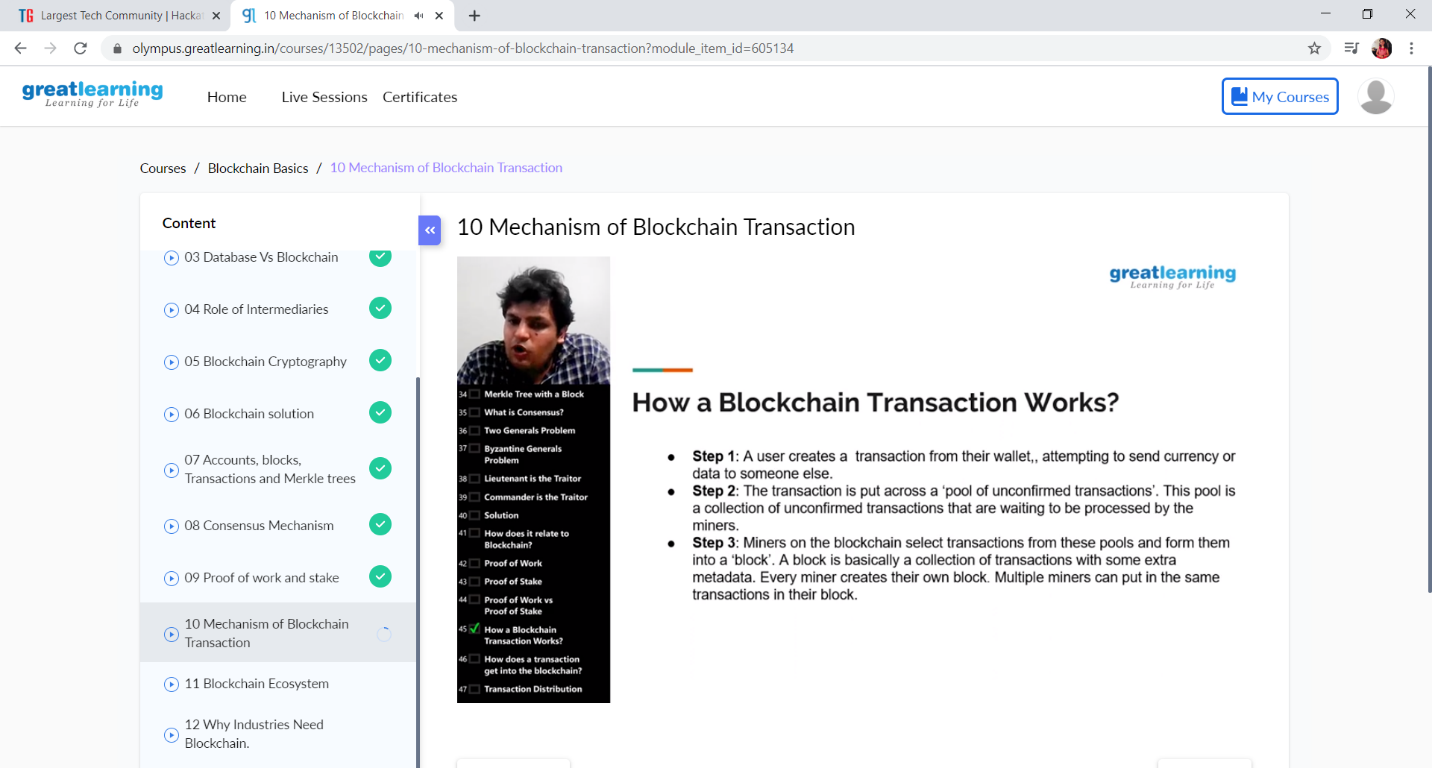 Largest Tech Community | Hacka
10 Mechanism of Blockchain
olympus.greatlearning.in/courses/13502/pages/10-mechanism-of-blockchain-transaction?module_item_id=605134
greatlearning
Learning for Life
Home
Live Sessions
Certificates
My Courses
Courses / Blockchain Basics / 10 Mechanism of Blockchain Transaction
Content
03 Database Vs Blockchain
04 Role of Intermediaries
05 Blockchain Cryptography
06 Blockchain solution
07 Accounts, blocks,
Transactions and Merkle trees
08 Consensus Mechanism
09 Proof of work and stake
10 Mechanism of Blockchain
Transaction
11 Blockchain Ecosystem
12 Why Industries Need
Blockchain.
10 Mechanism of Blockchain Transaction
greatlearning
Learning for Life
34 Merkle Tree with a Block
35 What is Consensus?
36 Two Generals Problem
37 Byzantine Generals
Problem
38 Lieutenant is the Traitor
39 Commander is the Traitor
40 Solution
41 How does it relate to
Blockchain?
42 Proof of Work
43 Proof of Stake
44 Proof of Work vs
Proof of Stake
45 How a Blockchain
Transaction Works?
46 How does a transaction
get into the blockchain?
47 Transaction Distribution
How a Blockchain Transaction Works?
● Step 1: A user creates a transaction from their wallet,, attempting to send currency or
data to someone else.
● Step 2: The transaction is put across a ‘pool of unconfirmed transactions’. This pool is
a collection of unconfirmed transactions that are waiting to be processed by the
miners.
● Step 3: Miners on the blockchain select transactions from these pools and form them
into a ‘block’. A block is basically a collection of transactions with some extra
metadata. Every miner creates their own block. Multiple miners can put in the same
transactions in their block.